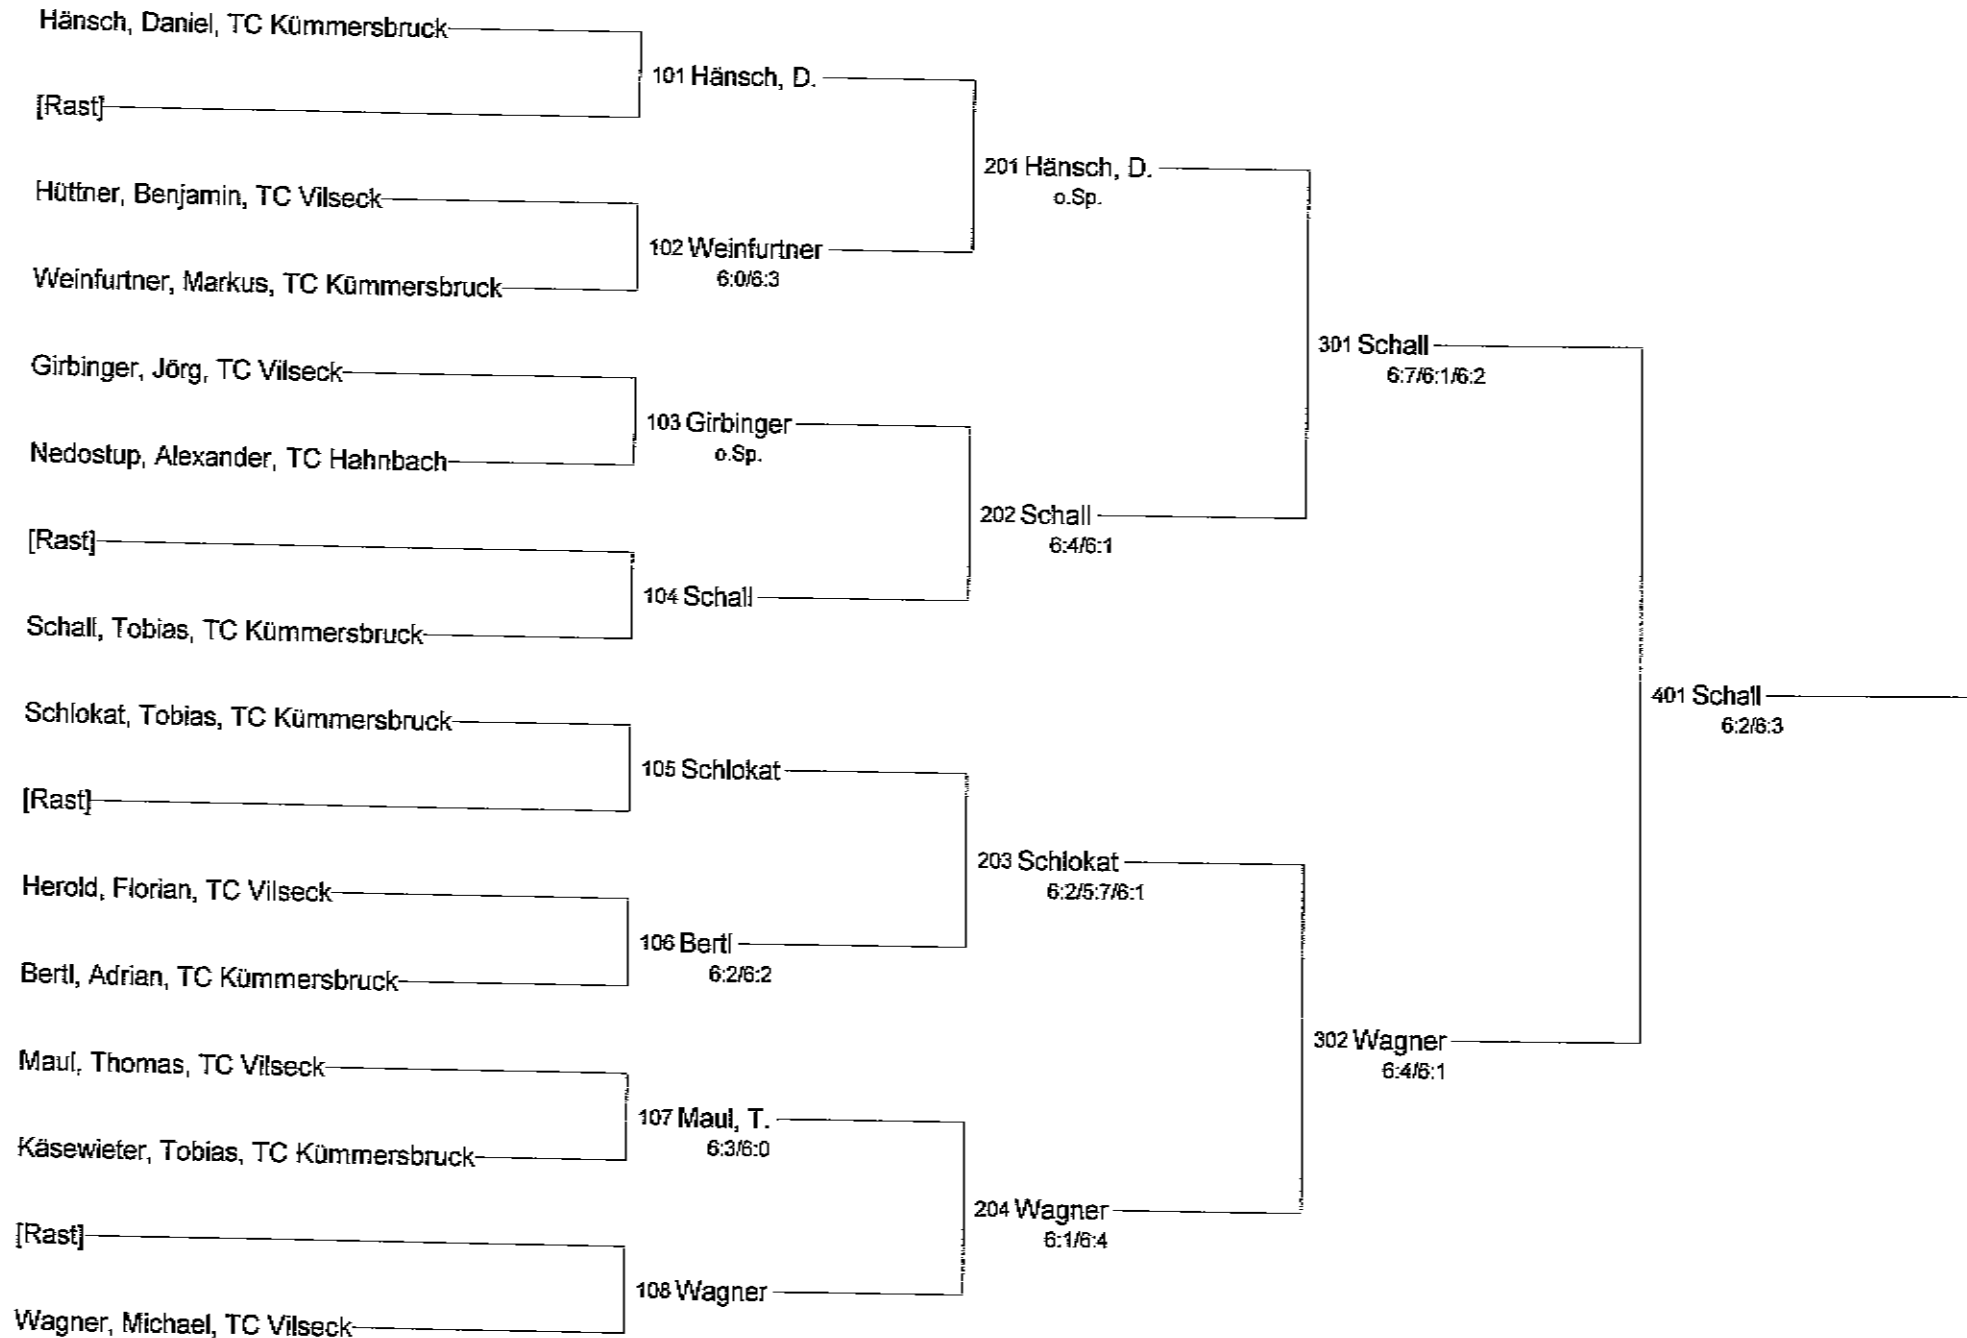 Hänsch, Daniel, TC Kümmersbruck
[Rast]
Hüttner, Benjamin, TC Vilseck
Weinfurtner, Markus, TC Kümmersbruck
Girbinger, Jörg, TC Vilseck
Nedostup, Alexander, TC Hahnbach
[Rast]
Schall, Tobias, TC Kümmersbruck
Schlokat, Tobias, TC Kümmersbruck
[Rast]
Herold, Florian, TC Vilseck
Bertl, Adrian, TC Kümmersbruck
Maul, Thomas, TC Vilseck
Käsewieter, Tobias, TC Kümmersbruck
[Rast]
Wagner, Michael, TC Vilseck
101 Hänsch, D.
102 Weinfurtner
6:0/6:3
103 Girbinger
o.Sp.
104 Schall
105 Schlokat
106 Bertl
6:2/6:2
107 Maul, T.
6:3/6:0
108 Wagner
201 Hänsch, D.
o.Sp.
202 Schall
6:4/6:1
203 Schlokat
6:2/5:7/6:1
204 Wagner
6:1/6:4
301 Schall
6:7/6:1/6:2
302 Wagner
6:4/6:1
401 Schall
6:2/6:3